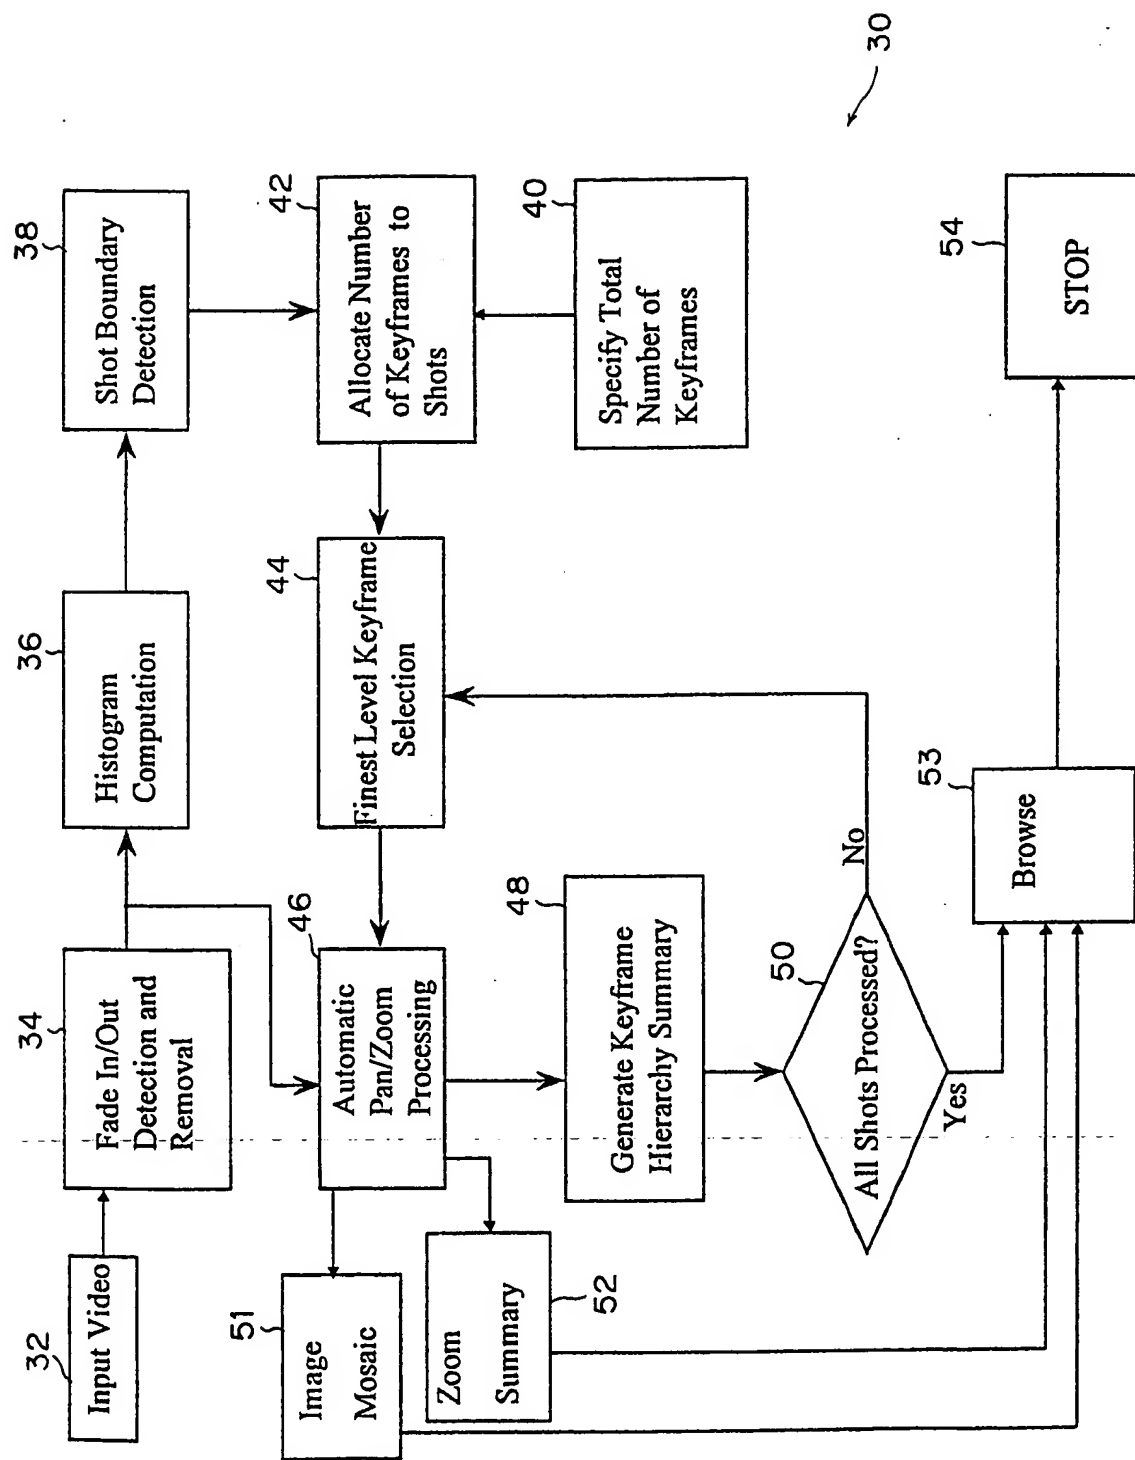 32
Input Video
34
Fade In/Out
Detection and
Removal
36
Histogram
Computation
38
Shot Boundary
Detection
51
Image
Mosaic
46
Automatic
Pan/Zoom
Processing
44
Finest Level Keyframe
Selection
42
Allocate Number
of Keyframes to
Shots
Zoom
Summary
52
48
Generate Keyframe
Hierarchy Summary
40
Specify Total
Number of
Keyframes
50
All Shots Processed?
No
Yes
53
Browse
54
STOP
30